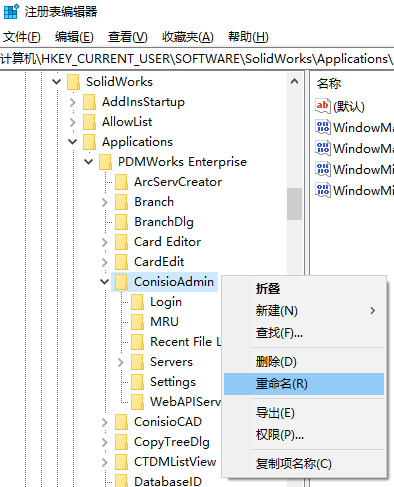 注册表编辑器
文件(F) 编辑(E) 查看(V) 收藏夹(A) 帮助(H)
计算机\HKEY_CURRENT_USER\SOFTWARE\SolidWorks\Applications\
SolidWorks
AddInsStartup
AllowList
Applications
PDMWorks Enterprise
ArcServCreator
Branch
BranchDlg
Card Editor
CardEdit
ConisioAdmin
Login
MRU
Recent File L
Servers
Settings
WebAPIServ
ConisioCAD
CopyTreeDlg
CTDMListView
DatabaseID
名称
(默认)
WindowMa
WindowMa
WindowMi
WindowMi
折叠
新建(N)
查找(F)...
删除(D)
重命名(R)
导出(E)
权限(P)...
复制项名称(C)